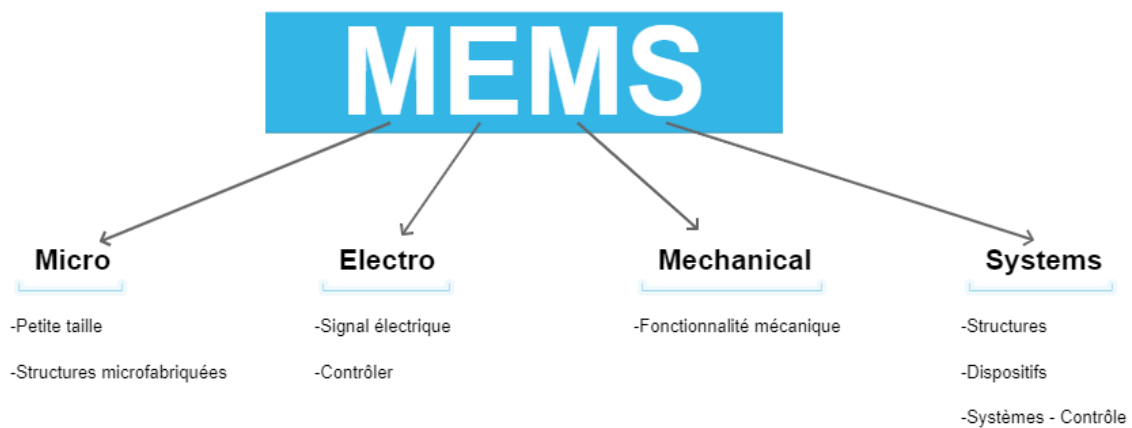 MEMS
Micro
-Petite taille
-Structures microfabriquées
Electro
-Signal électrique
-Contrôler
Mechanical
-Fonctionnalité mécanique
Systems
-Structures
-Dispositifs
-Systèmes - Contrôle